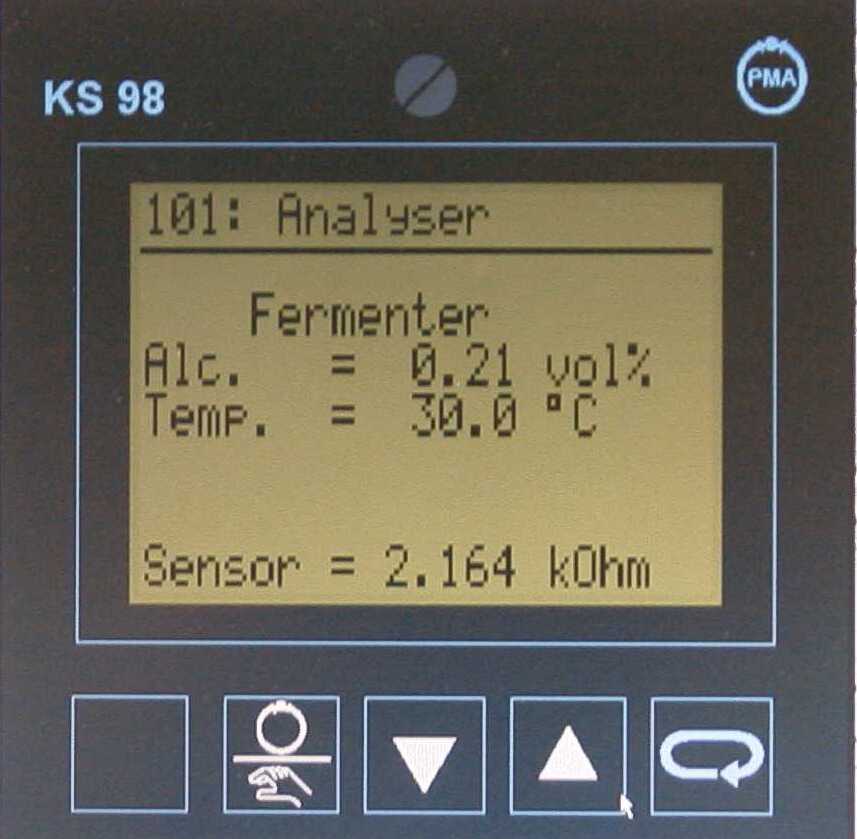 KS 98
PMA
101: Analyser
Fermenter
Alc. = 0.21 vol%
Temp. = 30.0 °C
Sensor = 2.164 kOhm